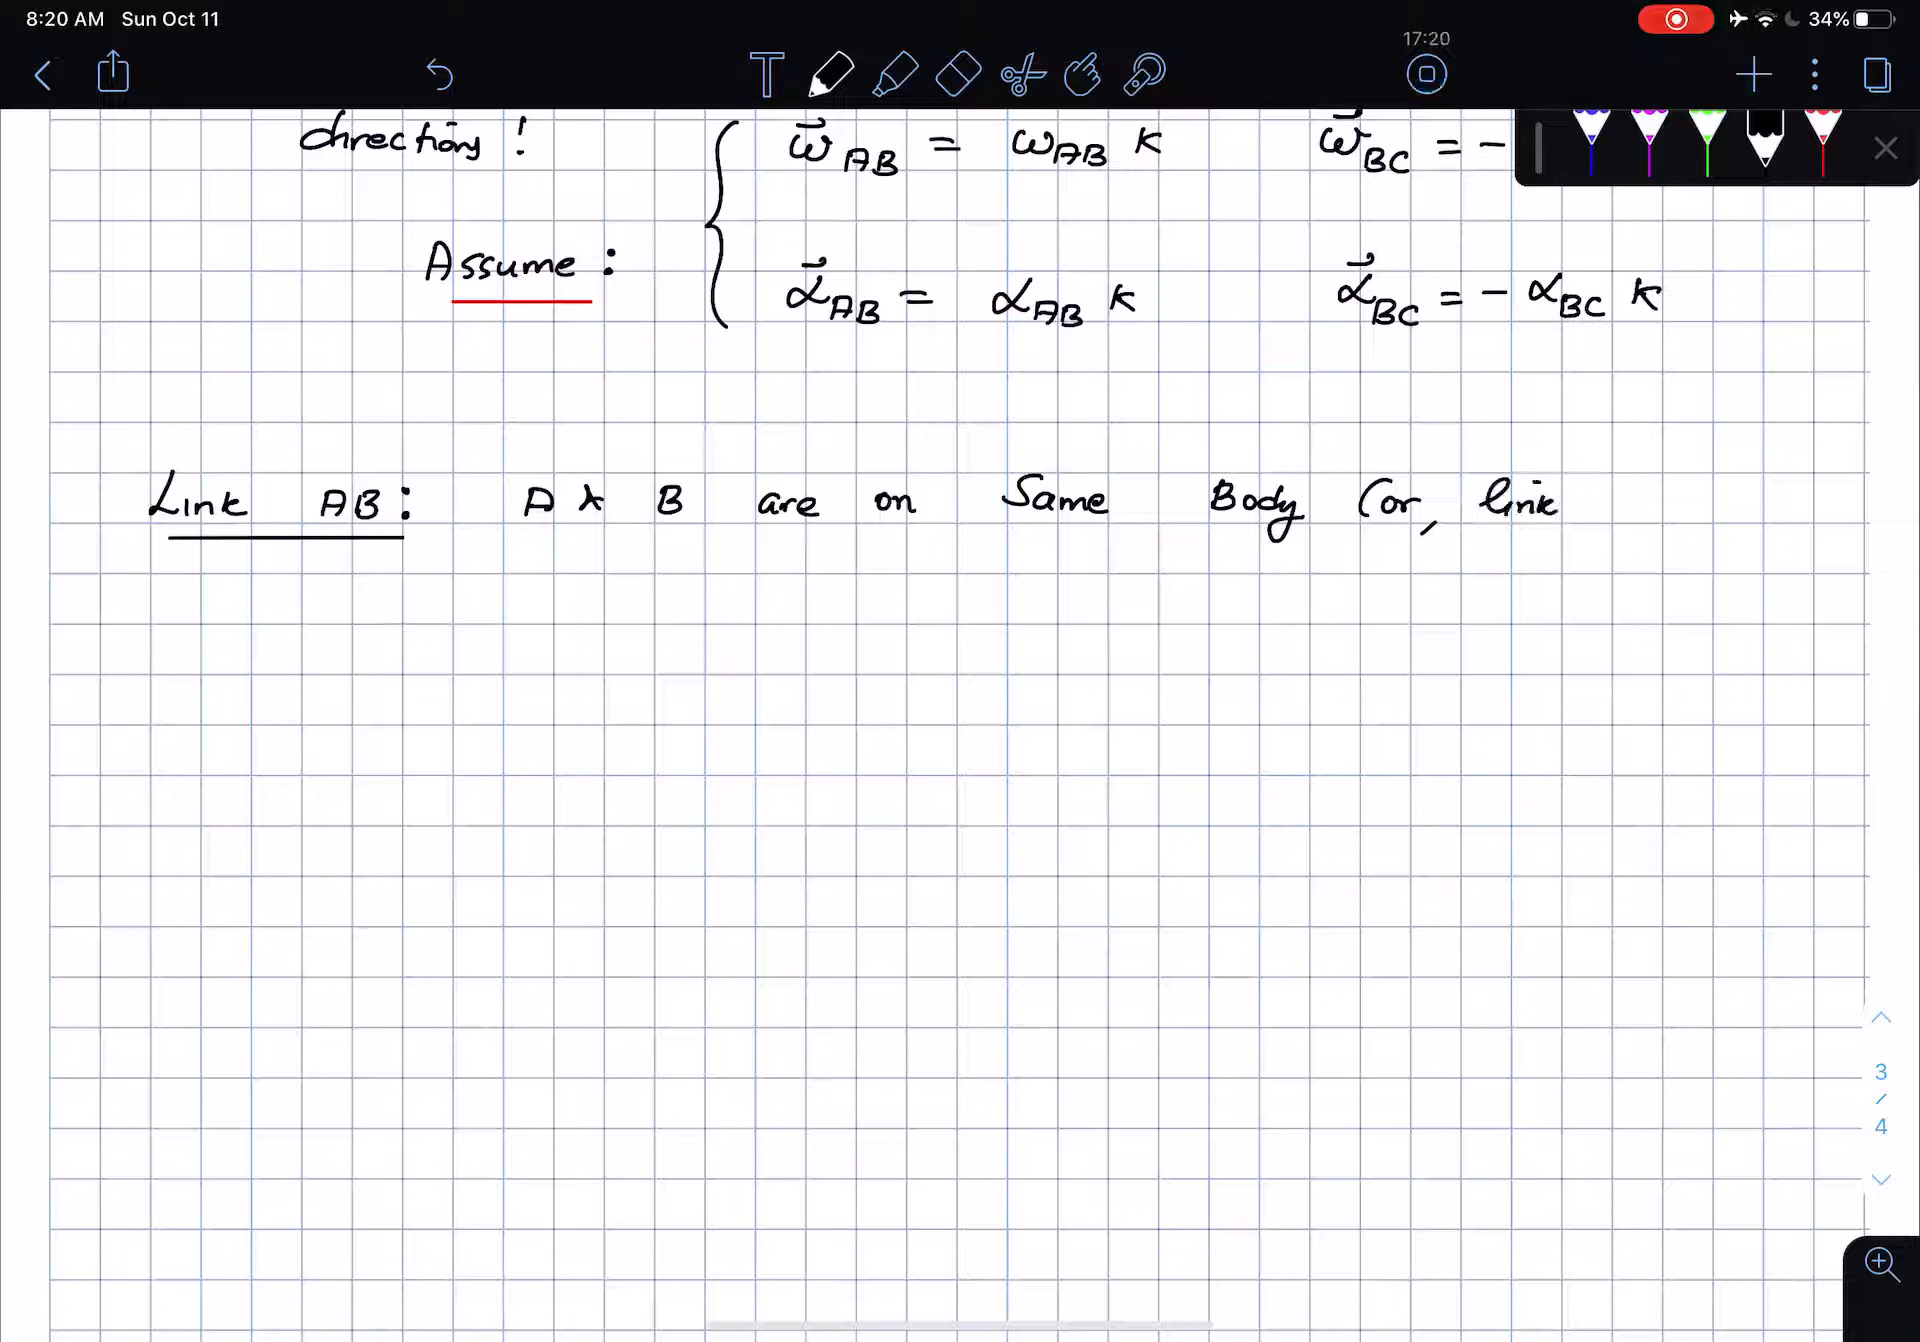 8:20 AM Sun Oct 11
34%
17:20
directions !
ω⃗AB = ωAB k ω⃗BC = -
Assume :
α⃗AB = αAB k α⃗BC = - αBC k
Link AB: A & B are on Same Body (or, link
3
/
4